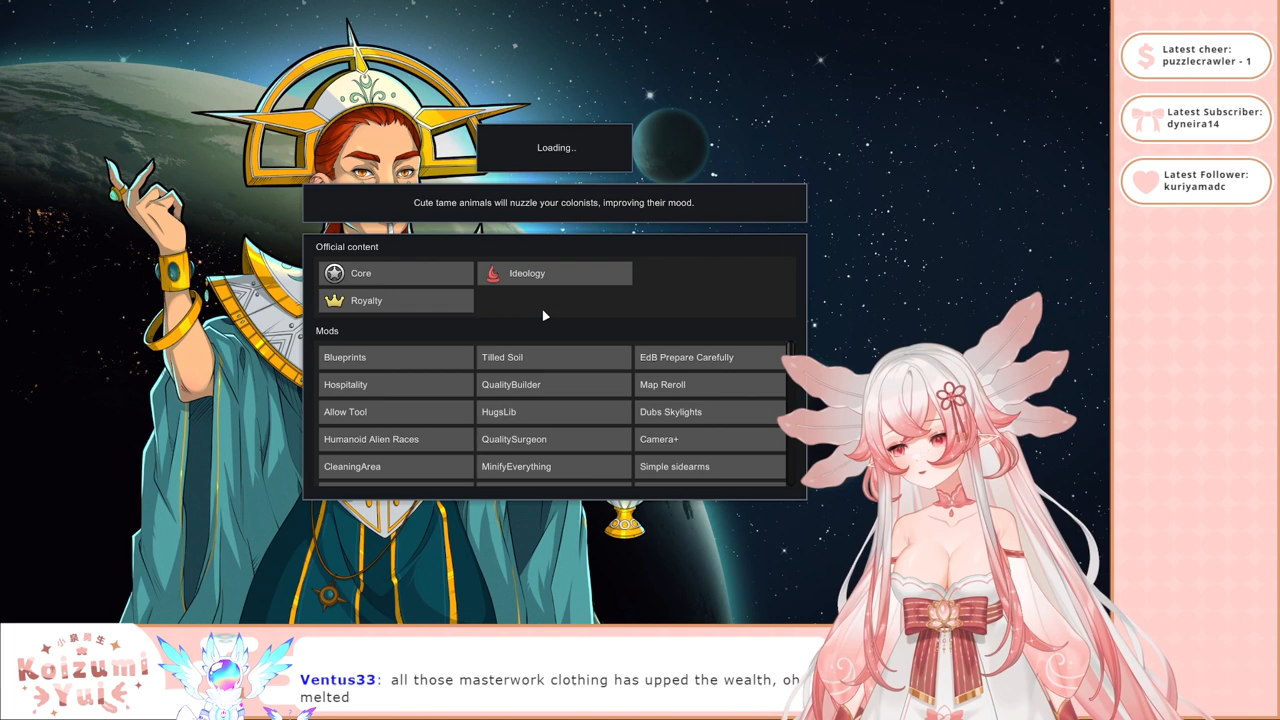 Loading..
Cute tame animals will nuzzle your colonists, improving their mood.
Official content
Core
Ideology
Royalty
Mods
Blueprints
Tilled Soil
EdB Prepare Carefully
Hospitality
QualityBuilder
Map Reroll
Allow Tool
HugsLib
Dubs Skylights
Humanoid Alien Races
QualitySurgeon
Camera+
CleaningArea
MinifyEverything
Simple sidearms
Latest cheer:
puzzlecrawler - 1
Latest Subscriber:
dyneira14
Latest Follower:
kuriyamadc
Koizumi
Yui
Ventus33: all those masterwork clothing has upped the wealth, oh
melted